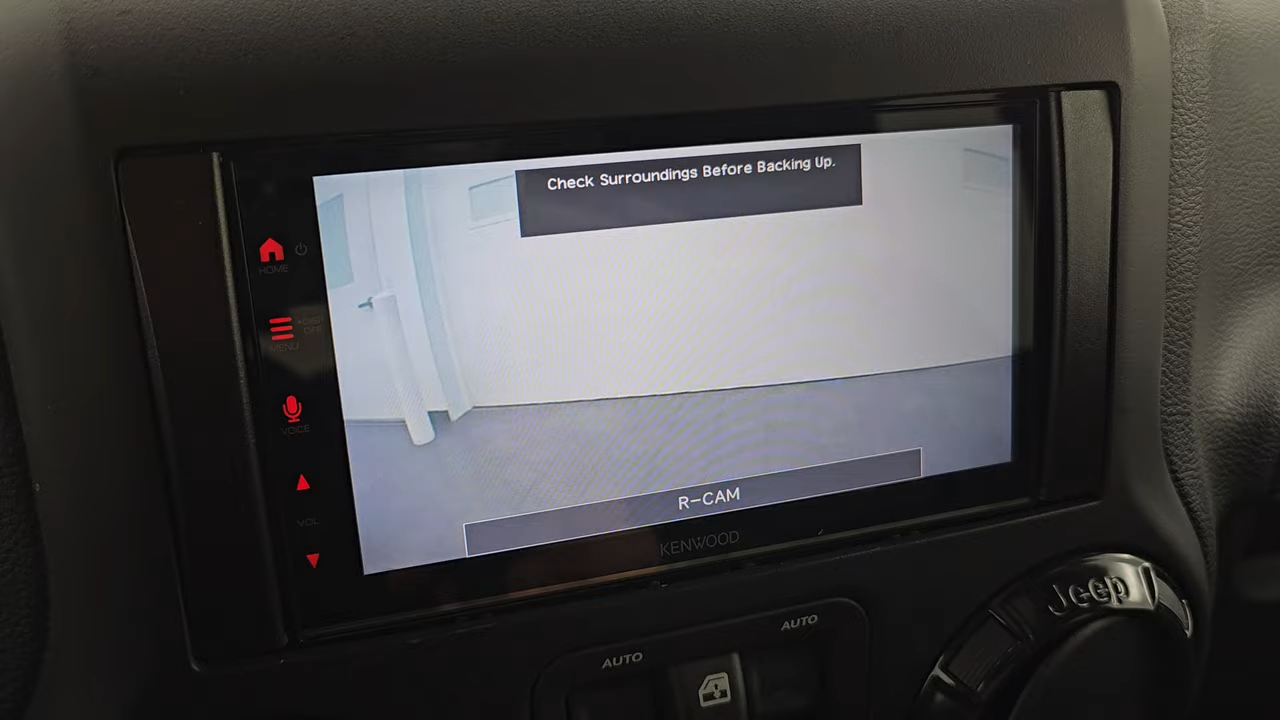 Check Surroundings Before Backing Up.
HOME
MENU
VOICE
VOL
R-CAM
KENWOOD
Jeep
AUTO
AUTO